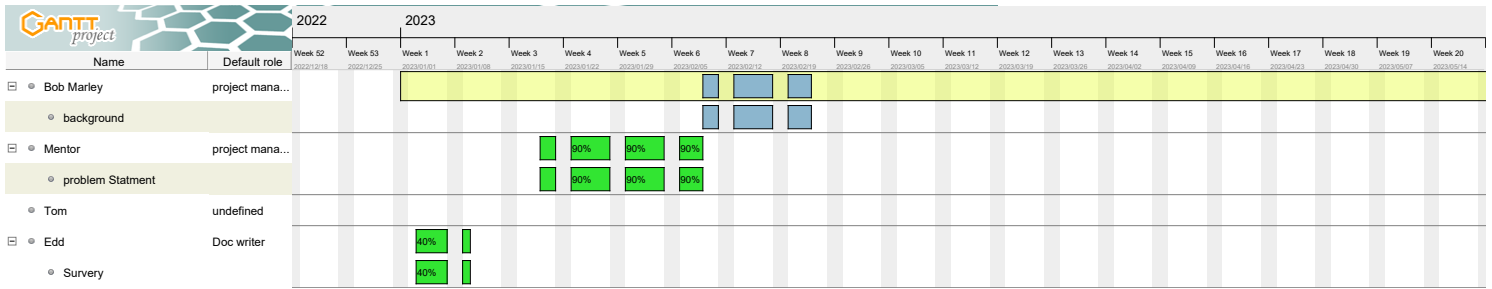 GANTT project
2022 2023
Week 52 Week 53 Week 1 Week 2 Week 3 Week 4 Week 5 Week 6 Week 7 Week 8 Week 9 Week 10 Week 11 Week 12 Week 13 Week 14 Week 15 Week 16 Week 17 Week 18 Week 19 Week 20
Name Default role 2022/12/18 2022/12/25 2023/01/01 2023/01/08 2023/01/15 2023/01/22 2023/01/29 2023/02/05 2023/02/12 2023/02/19 2023/02/26 2023/03/05 2023/03/12 2023/03/19 2023/03/26 2023/04/02 2023/04/09 2023/04/16 2023/04/23 2023/04/30 2023/05/07 2023/05/14
Bob Marley project mana...
background
Mentor project mana... 90% 90% 90%
problem Statment 90% 90% 90%
Tom undefined
Edd Doc writer 40%
Survery 40%